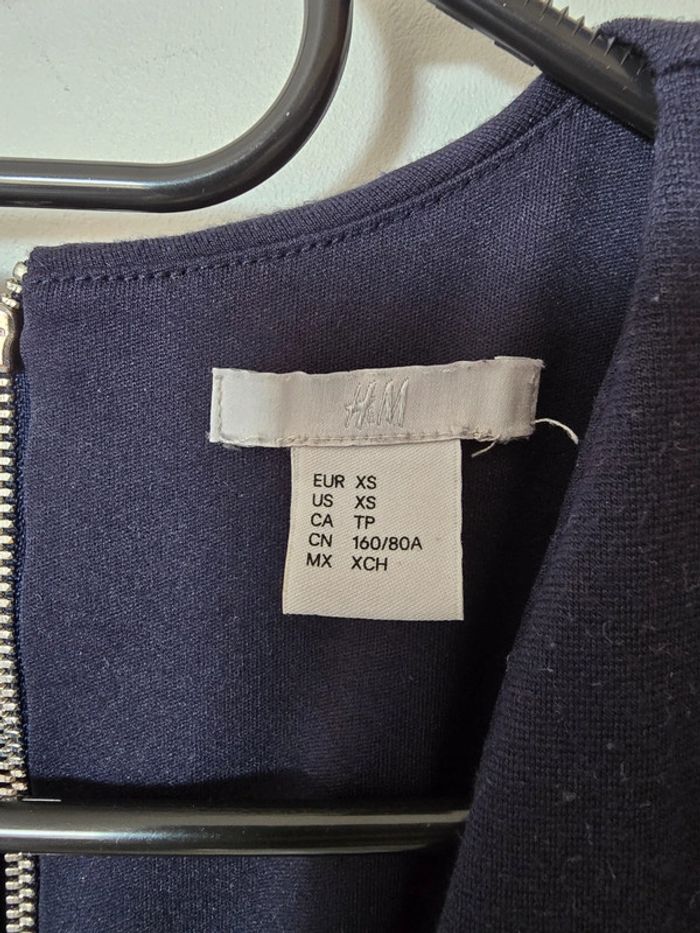 H&M
EUR XS
US XS
CA TP
CN 160/80A
MX XCH